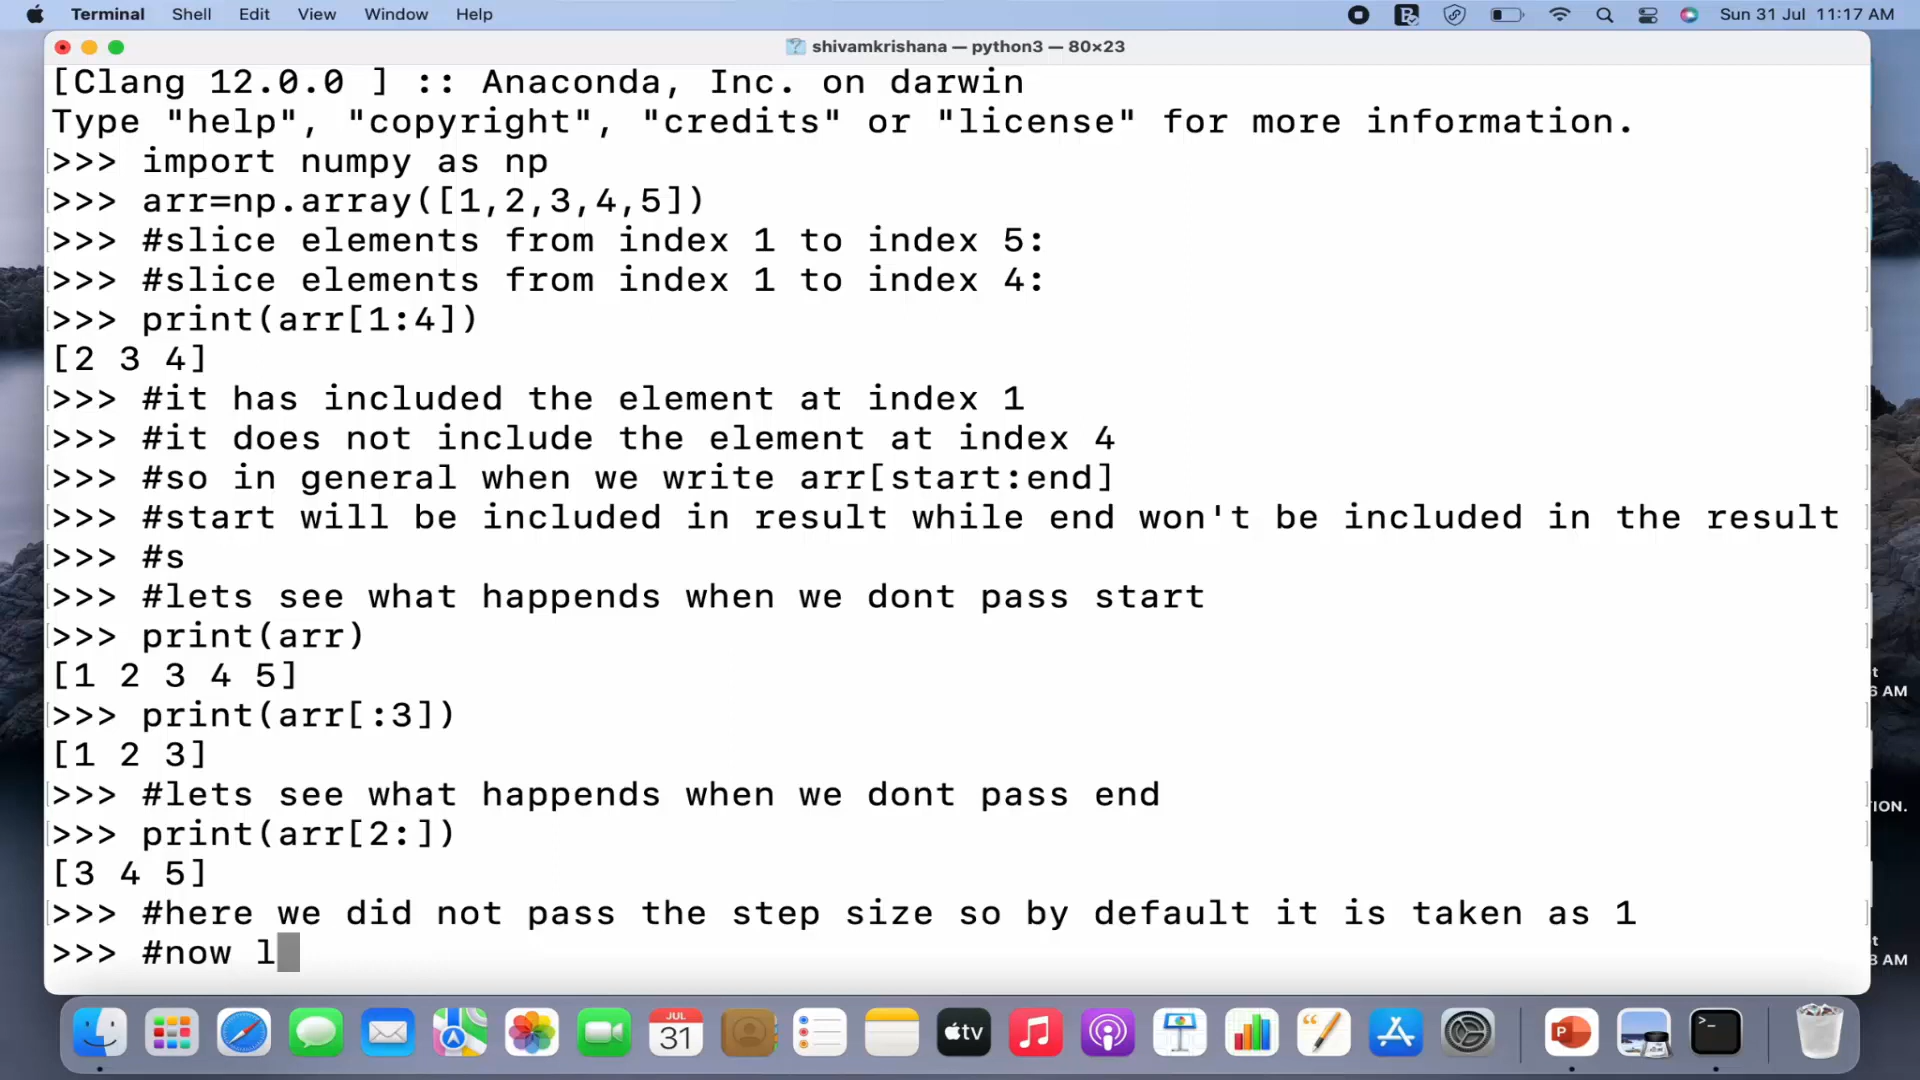 Terminal Shell Edit View Window Help Sun 31 Jul 11:17 AM
shivamkrishana — python3 — 80×23
[Clang 12.0.0 ] :: Anaconda, Inc. on darwin
Type "help", "copyright", "credits" or "license" for more information.
>>> import numpy as np
>>> arr=np.array([1,2,3,4,5])
>>> #slice elements from index 1 to index 5:
>>> #slice elements from index 1 to index 4:
>>> print(arr[1:4])
[2 3 4]
>>> #it has included the element at index 1
>>> #it does not include the element at index 4
>>> #so in general when we write arr[start:end]
>>> #start will be included in result while end won't be included in the result
>>> #s
>>> #lets see what happends when we dont pass start
>>> print(arr)
[1 2 3 4 5]
>>> print(arr[:3])
[1 2 3]
>>> #lets see what happends when we dont pass end
>>> print(arr[2:])
[3 4 5]
>>> #here we did not pass the step size so by default it is taken as 1
>>> #now l
t
6 AM
ION.
t
3 AM
JUL
31
tv